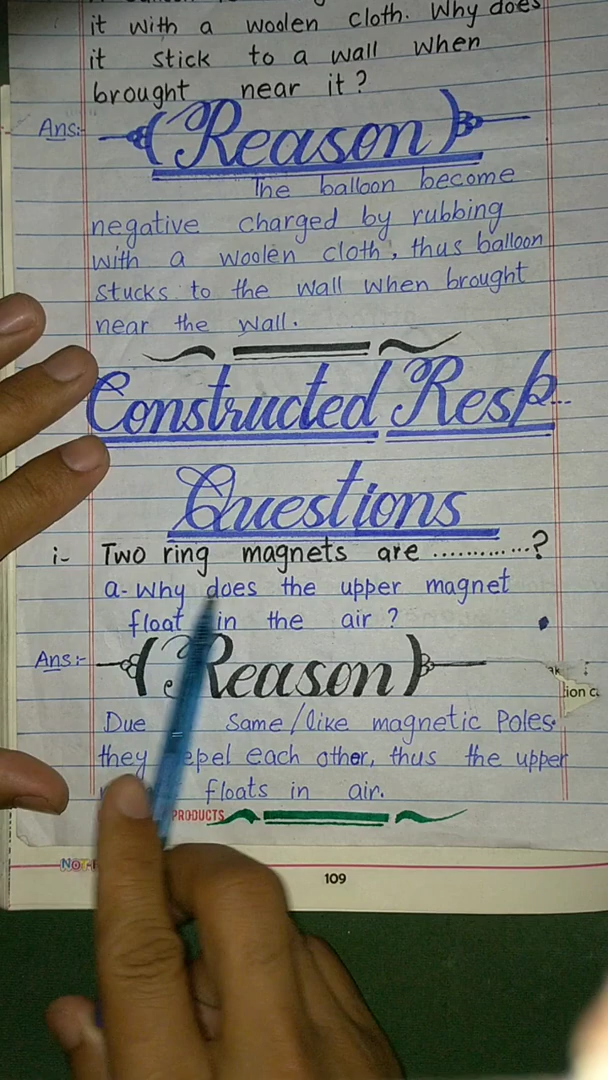 it with a woolen cloth. Why does
it stick to a wall when
brought near it?
Ans:- Reason
The balloon become
negative charged by rubbing
with a woolen cloth, thus balloon
stucks to the wall when brought
near the wall.
Constructed Resp...
Questions
i- Two ring magnets are ............?
a- Why does the upper magnet
float in the air?
Ans:- Reason
Due same/like magnetic Poles.
they repel each other, thus the upper
floats in air.
PRODUCTS
109
tion c